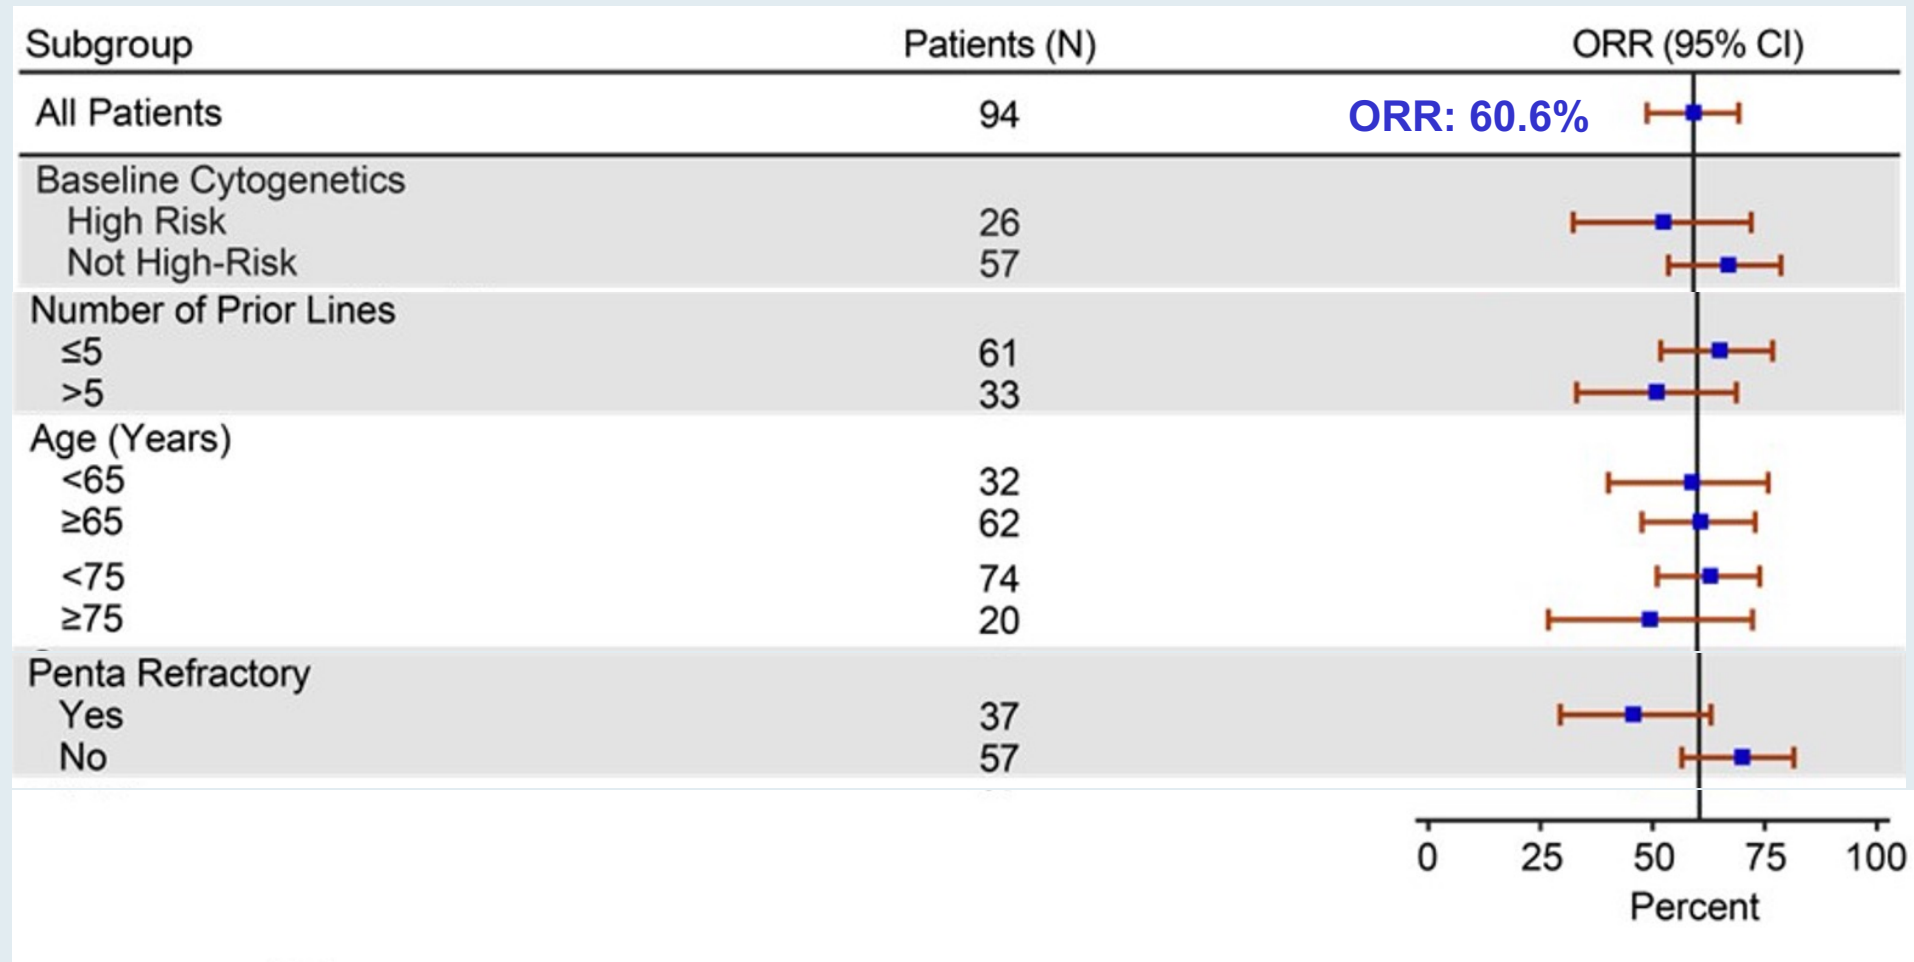 Subgroup Patients (N) ORR (95% CI)
All Patients 94 ORR: 60.6%
Baseline Cytogenetics
High Risk 26
Not High-Risk 57
Number of Prior Lines
≤5 61
>5 33
Age (Years)
<65 32
≥65 62
<75 74
≥75 20
Penta Refractory
Yes 37
No 57
0 25 50 75 100
Percent